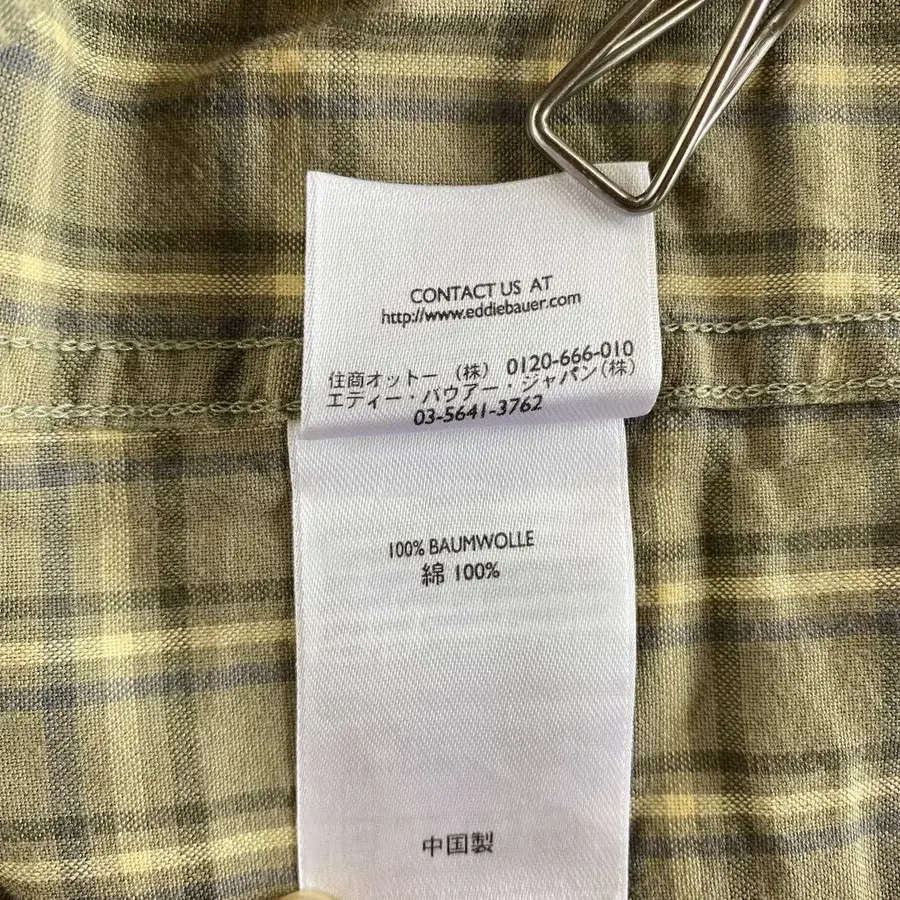 CONTACT US AT
http://www.eddiebauer.com
住商オットー (株) 0120-666-010
エディー・バウアー・ジャパン(株)
03-5641-3762
100% BAUMWOLLE
綿 100%
中国製